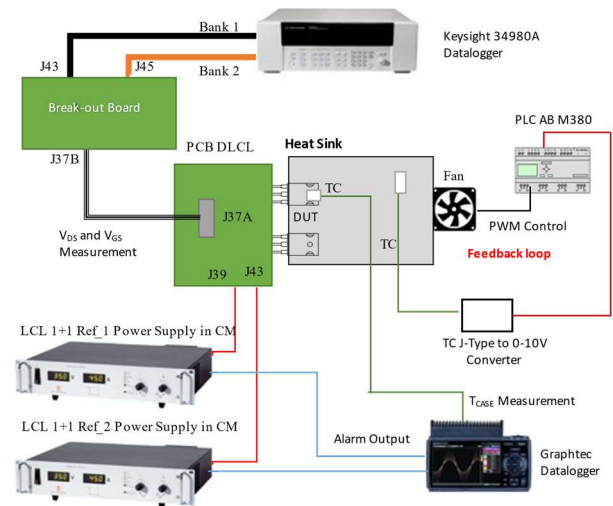 Bank 1
Keysight 34980A
Datalogger
J43
J45
Bank 2
Break-out Board
PLC AB M380
J37B
PCB DLCL
Heat Sink
TC
Fan
J37A
DUT
PWM Control
V_DS and V_GS
Measurement
TC
Feedback loop
J39
J43
LCL 1+1 Ref_1 Power Supply in CM
TC J-Type to 0-10V
Converter
T_CASE Measurement
LCL 1+1 Ref_2 Power Supply in CM
Alarm Output
Graphtec
Datalogger